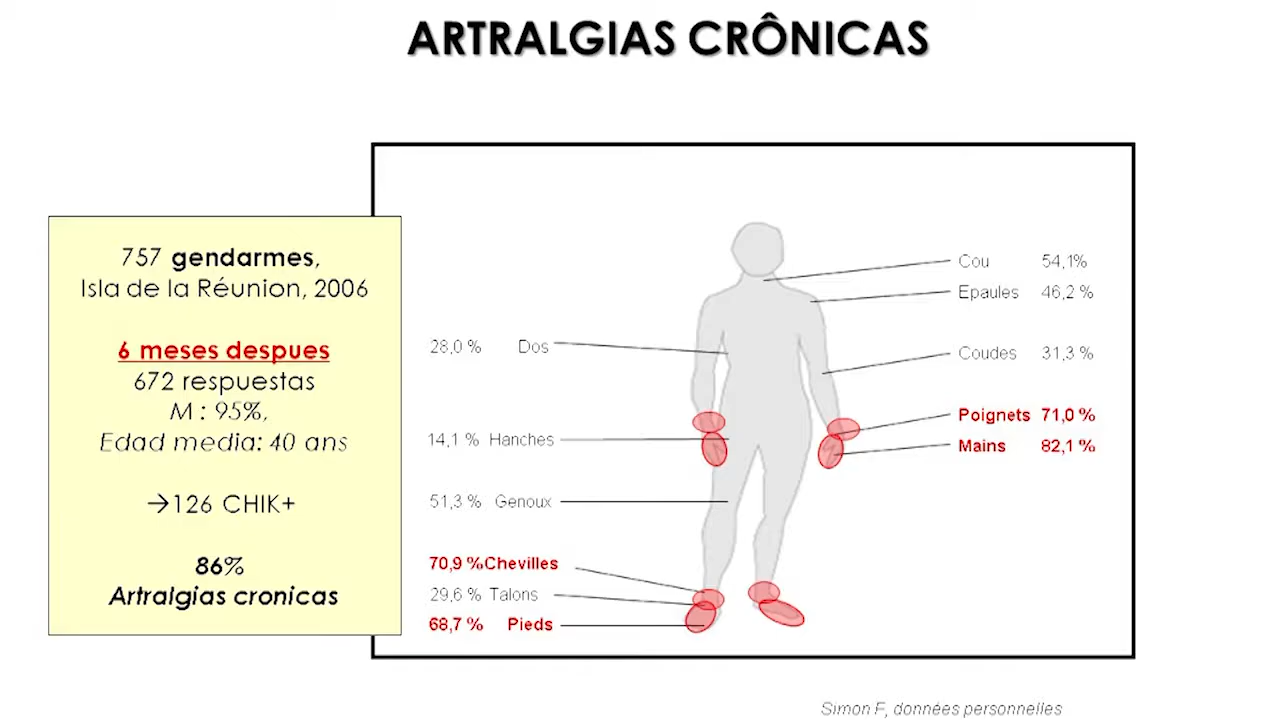 ARTRALGIAS CRÔNICAS
757 gendarmes,
Isla de la Réunion, 2006
6 meses despues
672 respuestas
M : 95%,
Edad media: 40 ans
→126 CHIK+
86%
Artralgias cronicas
28,0 % Dos
14,1 % Hanches
51,3 % Genoux
70,9 %Chevilles
29,6 % Talons
68,7 % Pieds
Cou 54,1%
Epaules 46,2 %
Coudes 31,3 %
Poignets 71,0 %
Mains 82,1 %
Simon F, données personnelles